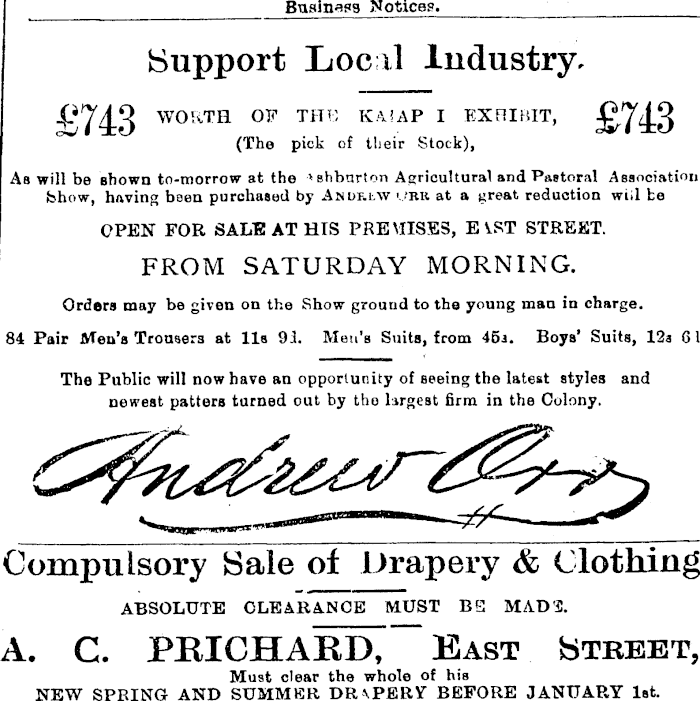 Business Notices.
Support Local Industry.
£743 WORTH OF THE KAIAPOI EXHIBIT, £743
(The pick of their Stock),
As will be shown to-morrow at the Ashburton Agricultural and Pastoral Association
Show, having been purchased by ANDREW ORR at a great reduction will be
OPEN FOR SALE AT HIS PREMISES, EAST STREET.
FROM SATURDAY MORNING.
Orders may be given on the Show ground to the young man in charge.
84 Pair Men's Trousers at 11s 9d. Men's Suits, from 45s. Boys' Suits, 12s 6d
The Public will now have an opportunity of seeing the latest styles and
newest patters turned out by the largest firm in the Colony.
Andrew Orr
Compulsory Sale of Drapery & Clothing
ABSOLUTE CLEARANCE MUST BE MADE.
A. C. PRICHARD, EAST STREET,
Must clear the whole of his
NEW SPRING AND SUMMER DRAPERY BEFORE JANUARY 1st.